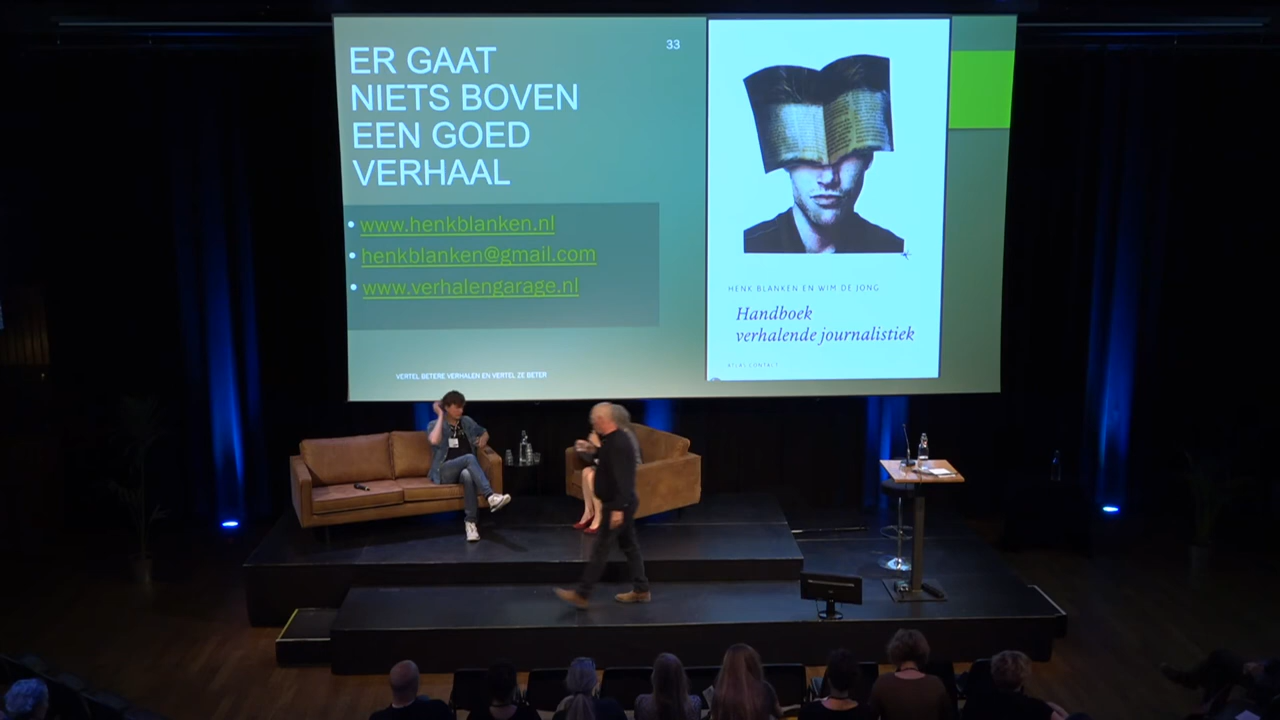 33
ER GAAT
NIETS BOVEN
EEN GOED
VERHAAL
• www.henkblanken.nl
• henkblanken@gmail.com
• www.verhalengarage.nl
VERTEL BETERE VERHALEN EN VERTEL ZE BETER
HENK BLANKEN EN WIM DE JONG
Handboek
verhalende journalistiek
ATLAS CONTACT